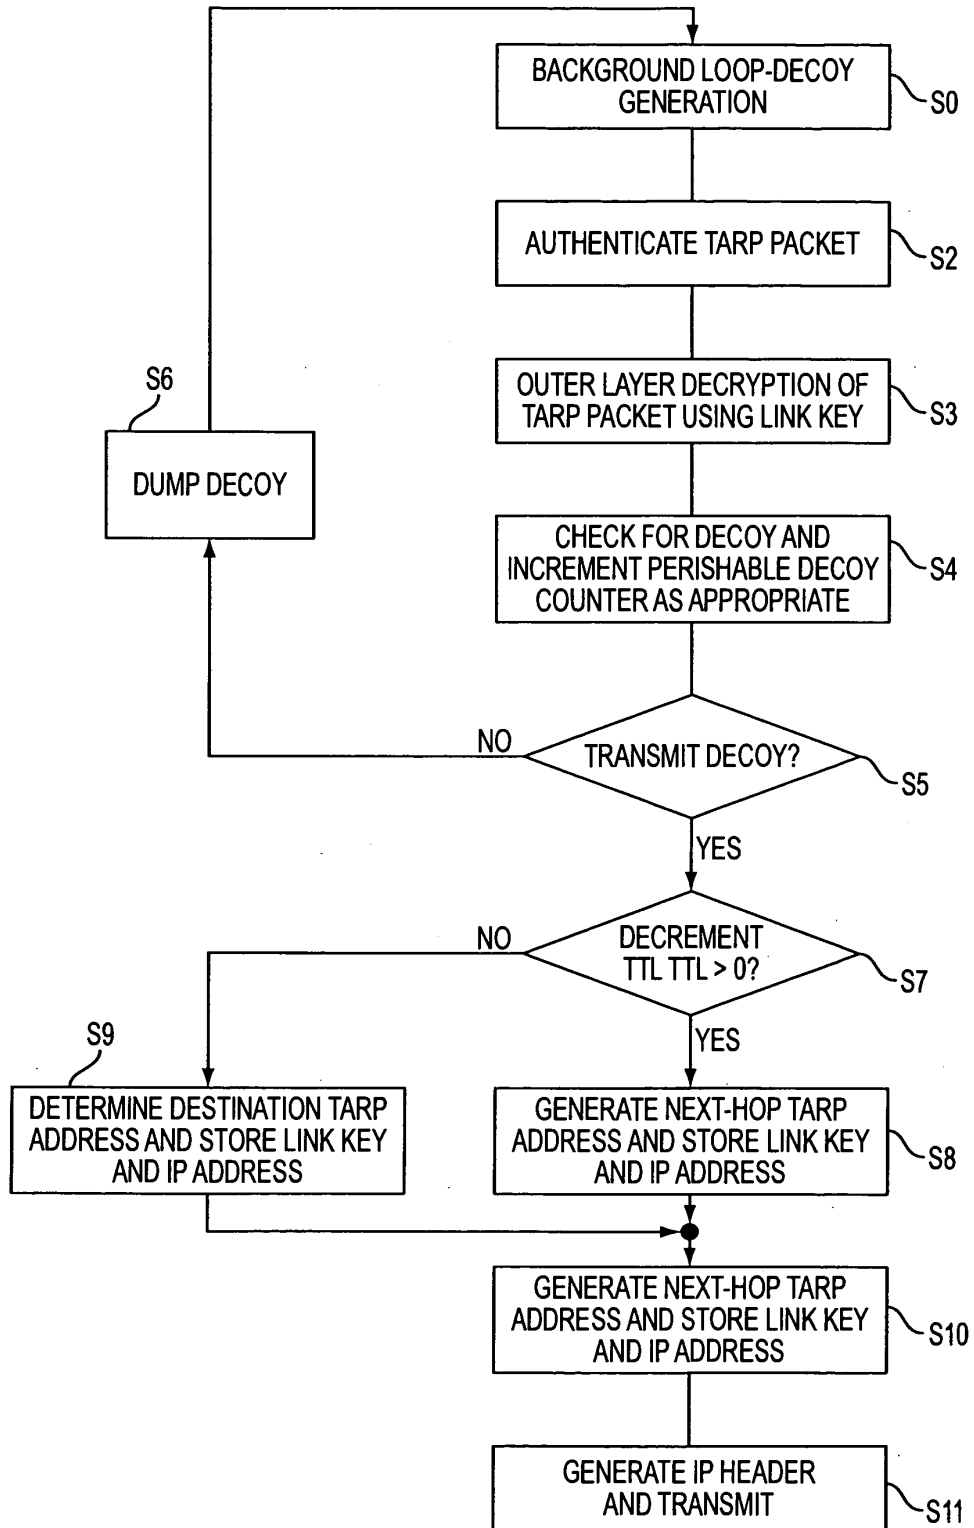 BACKGROUND LOOP-DECOY
GENERATION
S0
AUTHENTICATE TARP PACKET
S2
OUTER LAYER DECRYPTION OF
TARP PACKET USING LINK KEY
S3
S6
DUMP DECOY
CHECK FOR DECOY AND
INCREMENT PERISHABLE DECOY
COUNTER AS APPROPRIATE
S4
NO
TRANSMIT DECOY?
S5
YES
NO
DECREMENT
TTL TTL > 0?
S7
YES
S9
DETERMINE DESTINATION TARP
ADDRESS AND STORE LINK KEY
AND IP ADDRESS
GENERATE NEXT-HOP TARP
ADDRESS AND STORE LINK KEY
AND IP ADDRESS
S8
GENERATE NEXT-HOP TARP
ADDRESS AND STORE LINK KEY
AND IP ADDRESS
S10
GENERATE IP HEADER
AND TRANSMIT
S11